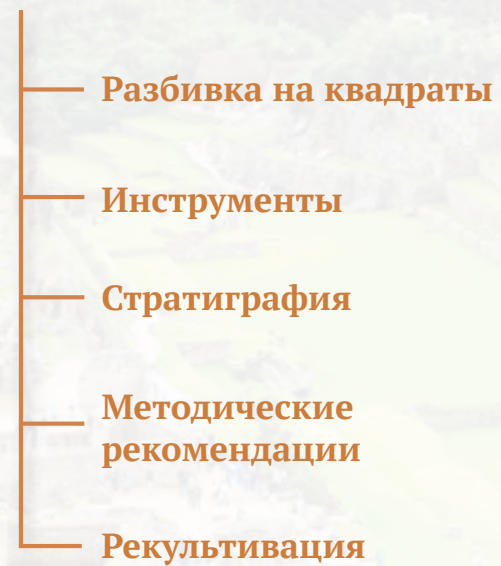 Разбивка на квадраты
Инструменты
Стратиграфия
Методические
рекомендации
Рекультивация